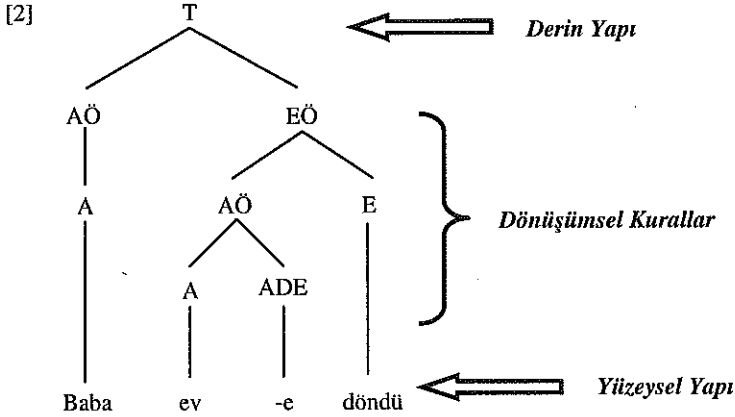 [2]
T
Derin Yapı
AÖ EÖ
A AÖ E
Dönüşümsel Kurallar
A ADE
Baba ev -e döndü
Yüzeysel Yapı